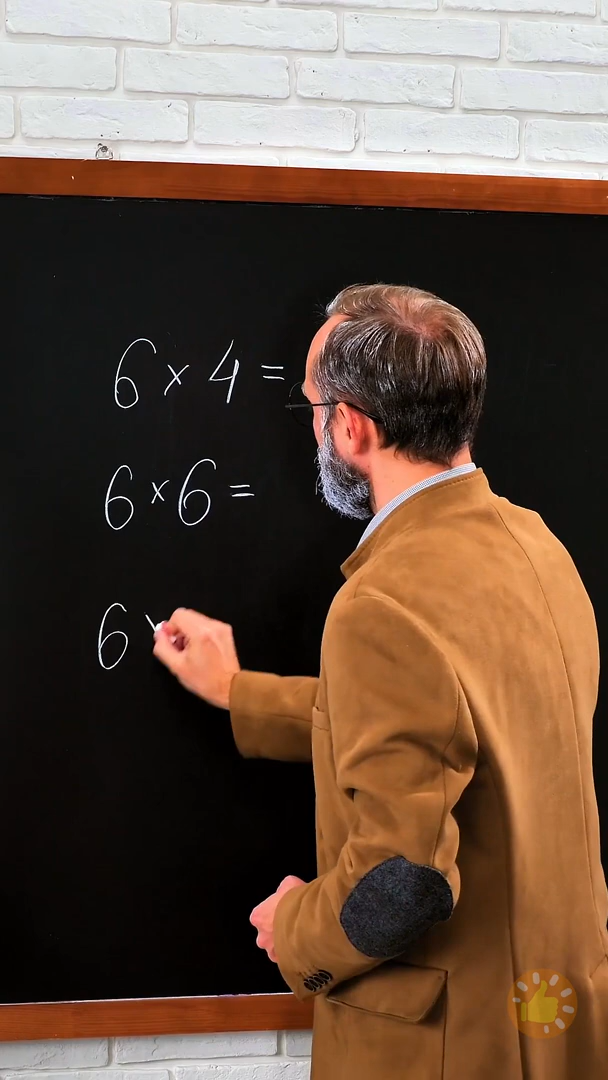 6 × 4 =
6 × 6 =
6